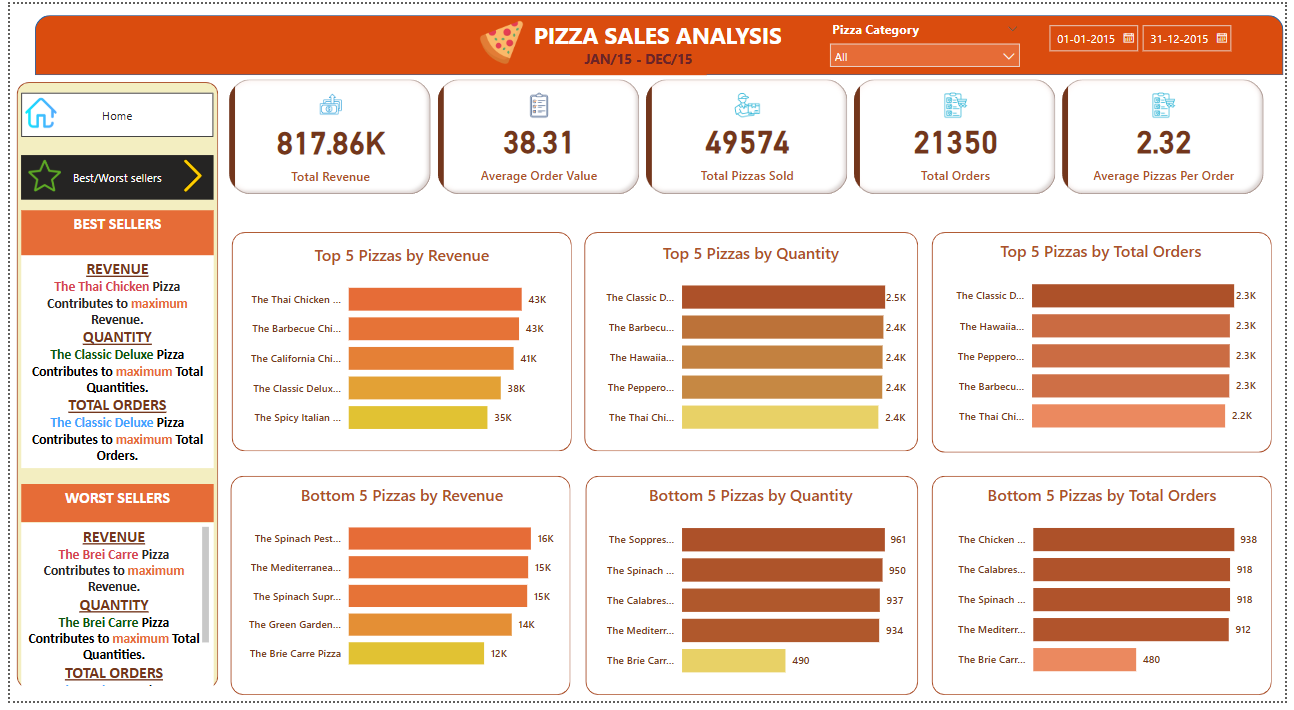 PIZZA SALES ANALYSIS
JAN/15 - DEC/15
Pizza Category
All
01-01-2015
31-12-2015
Home
Best/Worst sellers
BEST SELLERS
REVENUE
The Thai Chicken Pizza
Contributes to maximum
Revenue.
QUANTITY
The Classic Deluxe Pizza
Contributes to maximum Total
Quantities.
TOTAL ORDERS
The Classic Deluxe Pizza
Contributes to maximum Total
Orders.
WORST SELLERS
REVENUE
The Brei Carre Pizza
Contributes to maximum
Revenue.
QUANTITY
The Brei Carre Pizza
Contributes to maximum Total
Quantities.
TOTAL ORDERS
817.86K
Total Revenue
38.31
Average Order Value
49574
Total Pizzas Sold
21350
Total Orders
2.32
Average Pizzas Per Order
Top 5 Pizzas by Revenue
The Thai Chicken ... 43K
The Barbecue Chi... 43K
The California Chi... 41K
The Classic Delux... 38K
The Spicy Italian ... 35K
Top 5 Pizzas by Quantity
The Classic D... 2.5K
The Barbecu... 2.4K
The Hawaiia... 2.4K
The Peppero... 2.4K
The Thai Chi... 2.4K
Top 5 Pizzas by Total Orders
The Classic D... 2.3K
The Hawaiia... 2.3K
The Peppero... 2.3K
The Barbecu... 2.3K
The Thai Chi... 2.2K
Bottom 5 Pizzas by Revenue
The Spinach Pest... 16K
The Mediterranea... 15K
The Spinach Supr... 15K
The Green Garden... 14K
The Brie Carre Pizza 12K
Bottom 5 Pizzas by Quantity
The Soppres... 961
The Spinach ... 950
The Calabres... 937
The Mediterr... 934
The Brie Carr... 490
Bottom 5 Pizzas by Total Orders
The Chicken ... 938
The Calabres... 918
The Spinach ... 918
The Mediterr... 912
The Brie Carr... 480